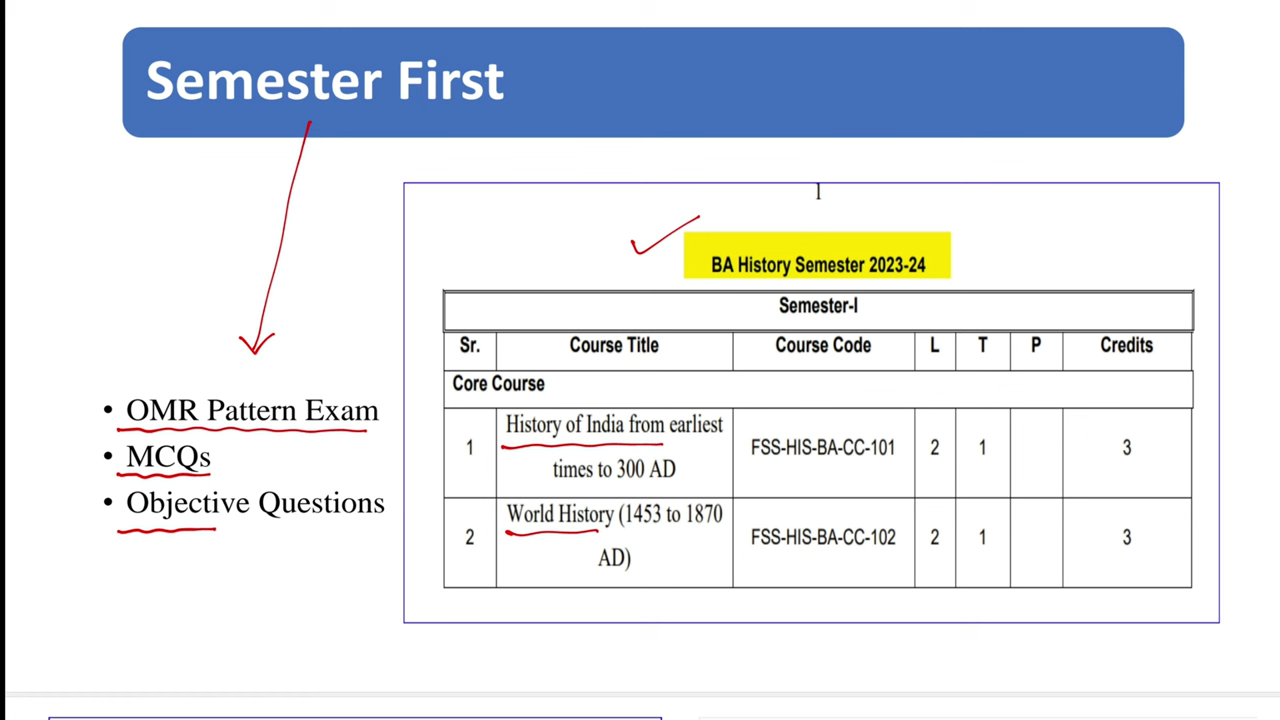 Semester First
1
BA History Semester 2023-24
Semester-I
Sr. Course Title Course Code L T P Credits
Core Course
1 History of India from earliest times to 300 AD FSS-HIS-BA-CC-101 2 1 3
2 World History (1453 to 1870 AD) FSS-HIS-BA-CC-102 2 1 3
• OMR Pattern Exam
• MCQs
• Objective Questions